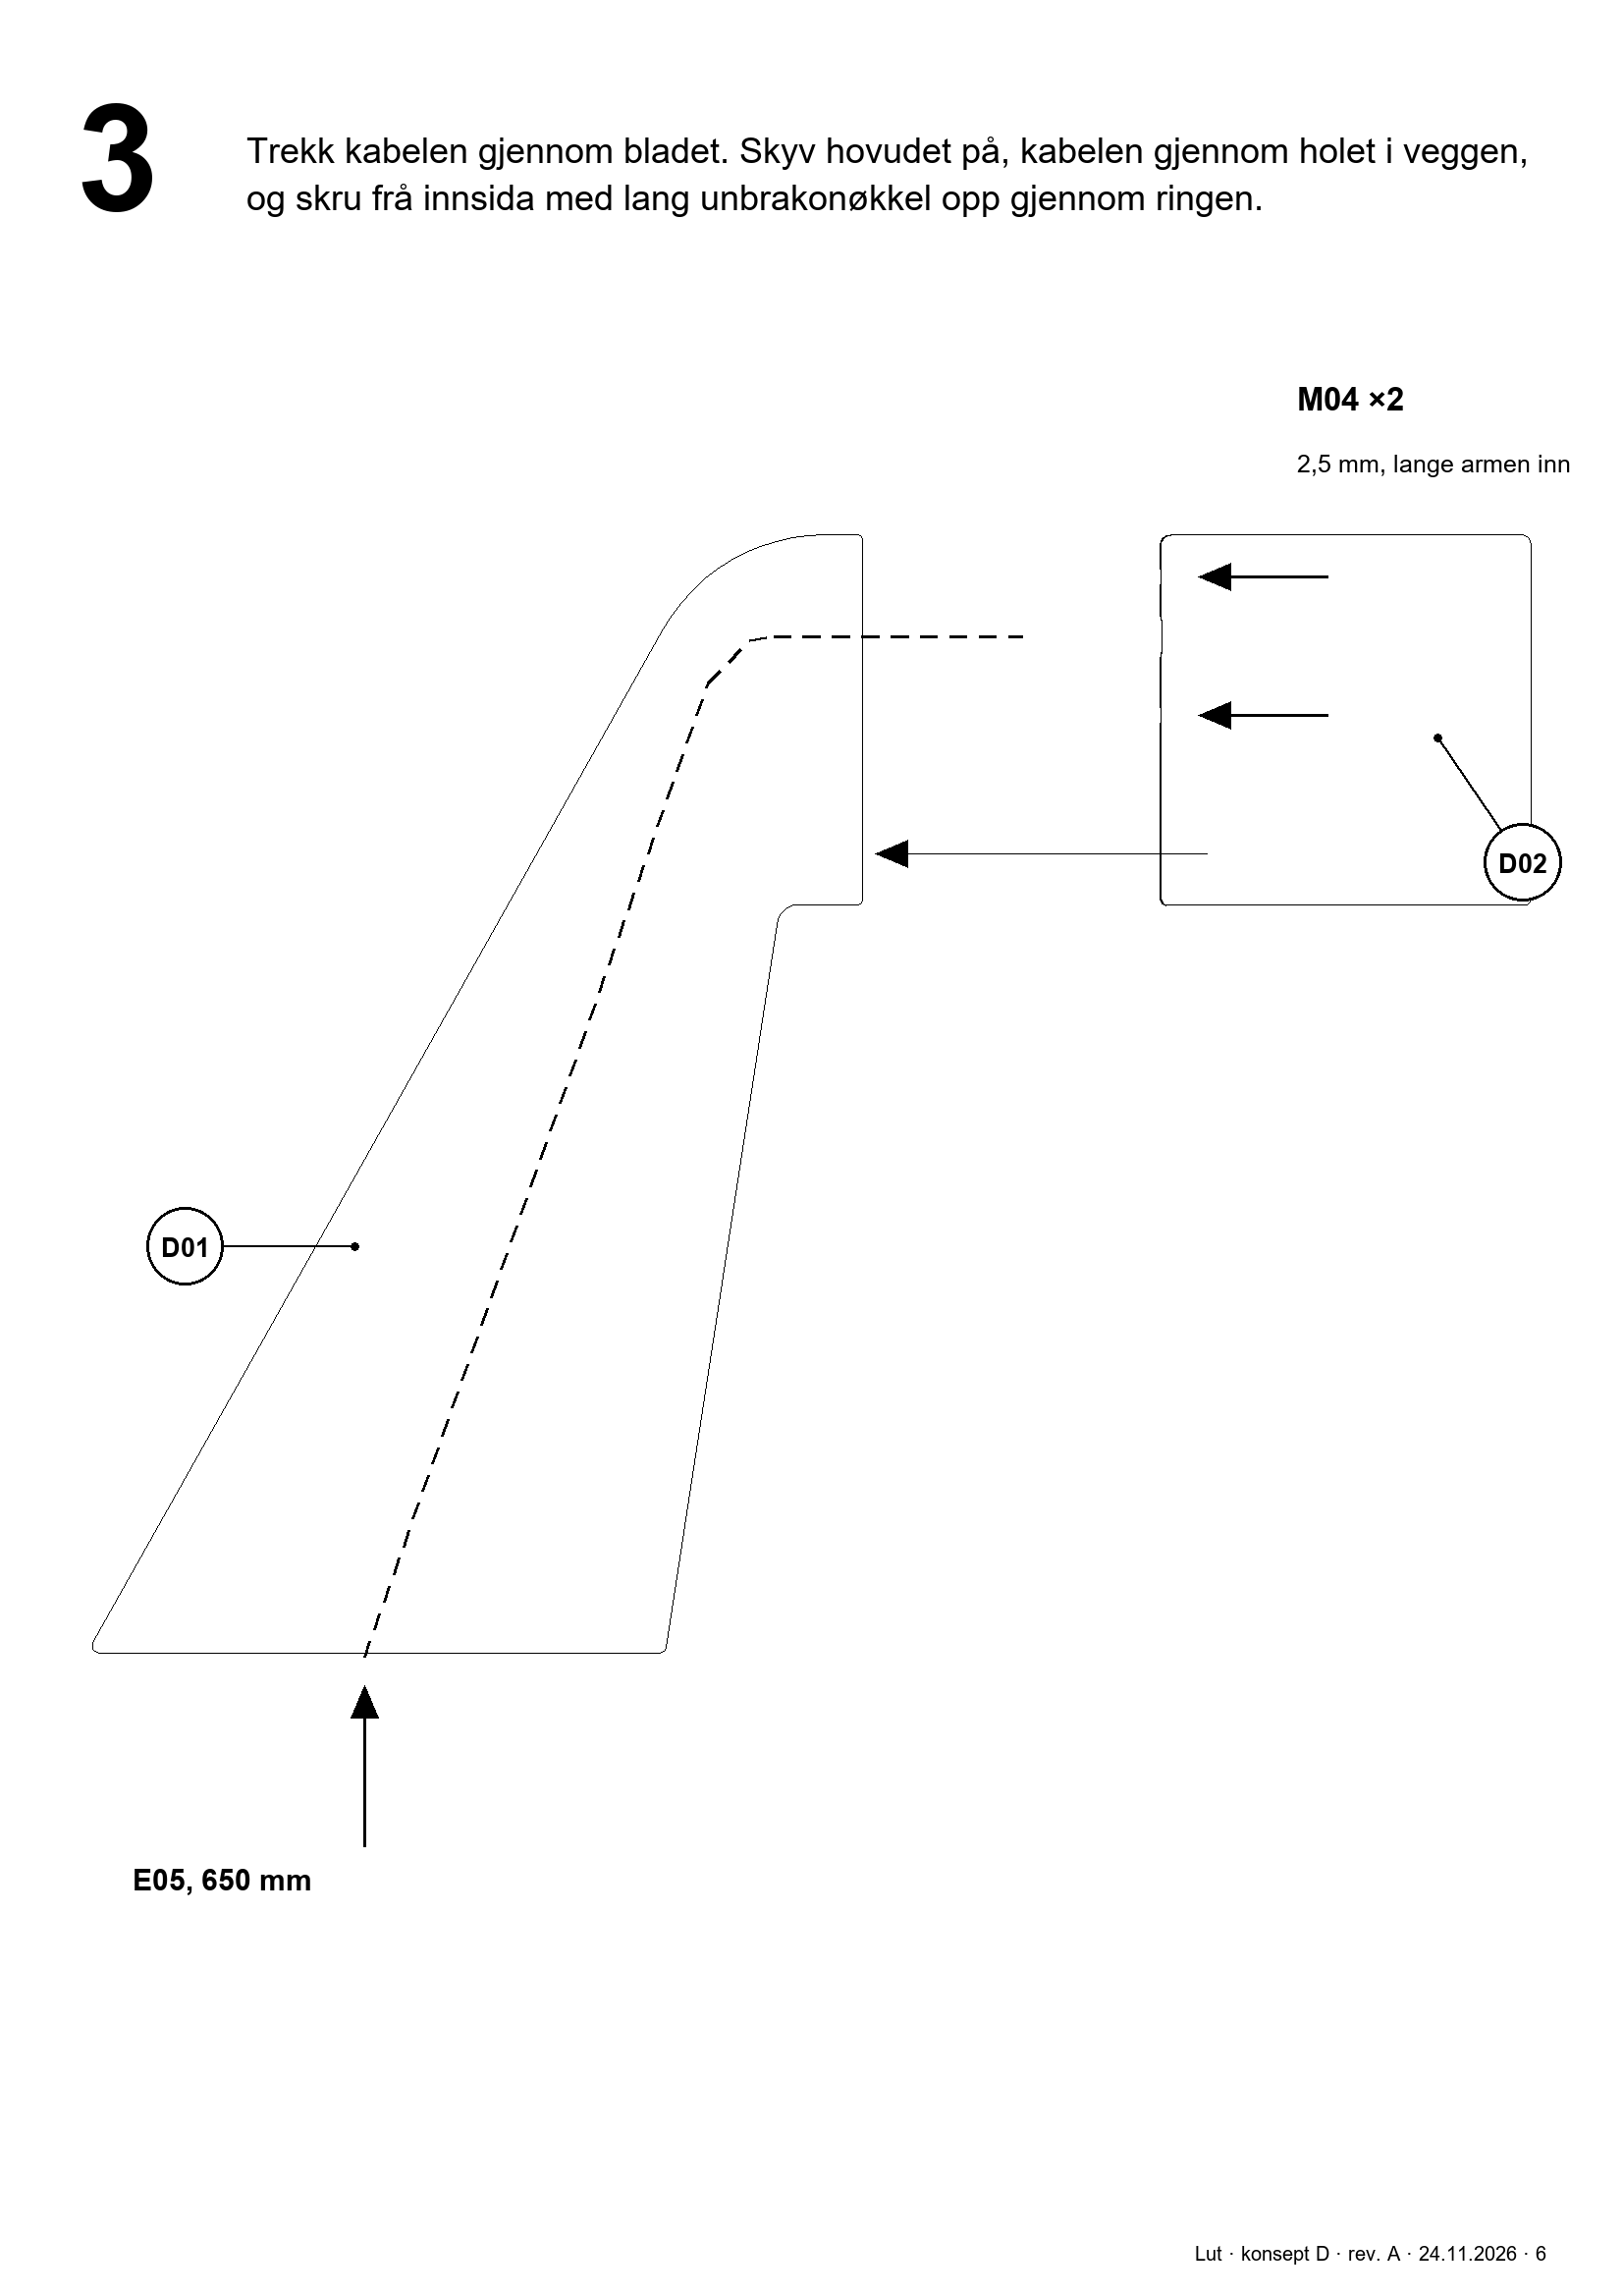 3
Trekk kabelen gjennom bladet. Skyv hovudet på, kabelen gjennom holet i veggen,
og skru frå innsida med lang unbrakonøkkel opp gjennom ringen.
M04 ×2
2,5 mm, lange armen inn
D02
D01
E05, 650 mm
Lut · konsept D · rev. A · 24.11.2026 · 6